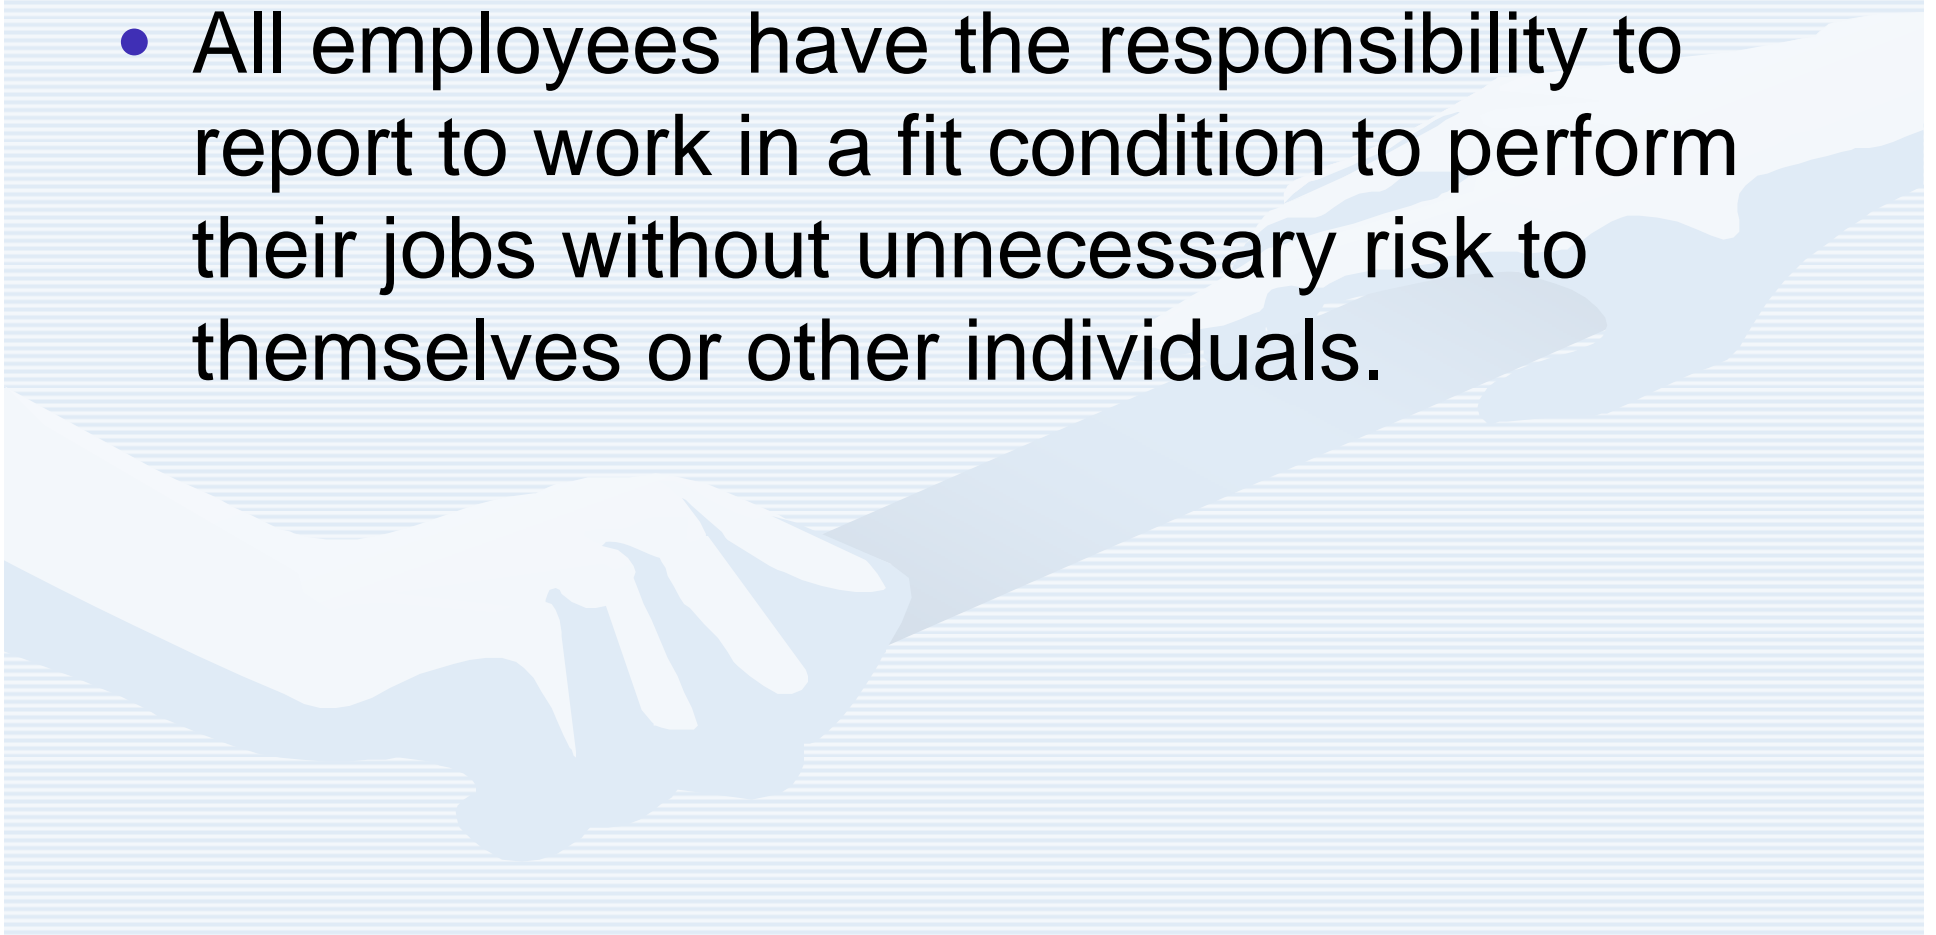 • All employees have the responsibility to
report to work in a fit condition to perform
their jobs without unnecessary risk to
themselves or other individuals.